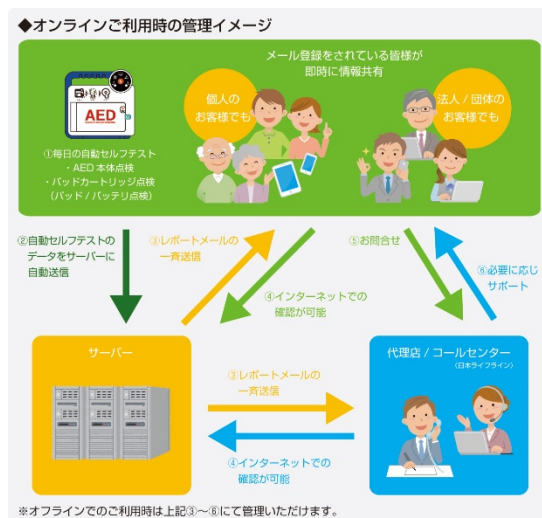 ◆オンラインご利用時の管理イメージ
メール登録をされている皆様が
即時に情報共有
個人の
お客様でも
法人 / 団体の
お客様でも
AED
①毎日の自動セルフテスト
・AED 本体点検
・パッドカートリッジ点検
(パッド / バッテリ点検)
②自動セルフテストの
データをサーバーに
自動送信
③レポートメールの
一斉送信
④インターネットでの
確認が可能
⑤お問合せ
⑥必要に応じ
サポート
サーバー
③レポートメールの
一斉送信
④インターネットでの
確認が可能
代理店 / コールセンター
(日本ライフライン)
※オフラインでのご利用時は上記③～⑥にて管理いただけます。